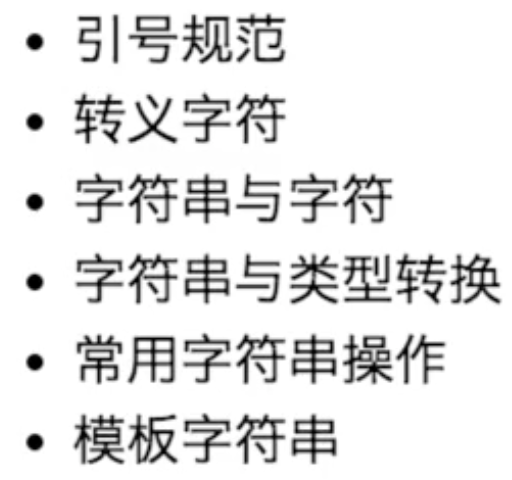 • 引号规范
• 转义字符
• 字符串与字符
• 字符串与类型转换
• 常用字符串操作
• 模板字符串